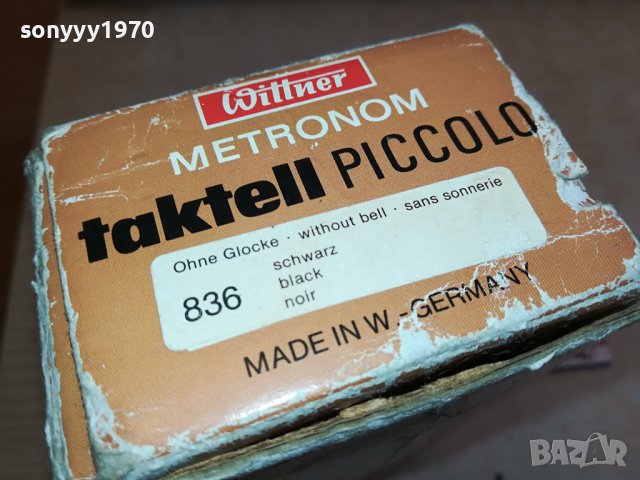 sonyyy1970
Wittner
METRONOM
taktell PICCOLO
Ohne Glocke · without bell · sans sonnerie
836
schwarz
black
noir
MADE IN W.-GERMANY
BAZAR